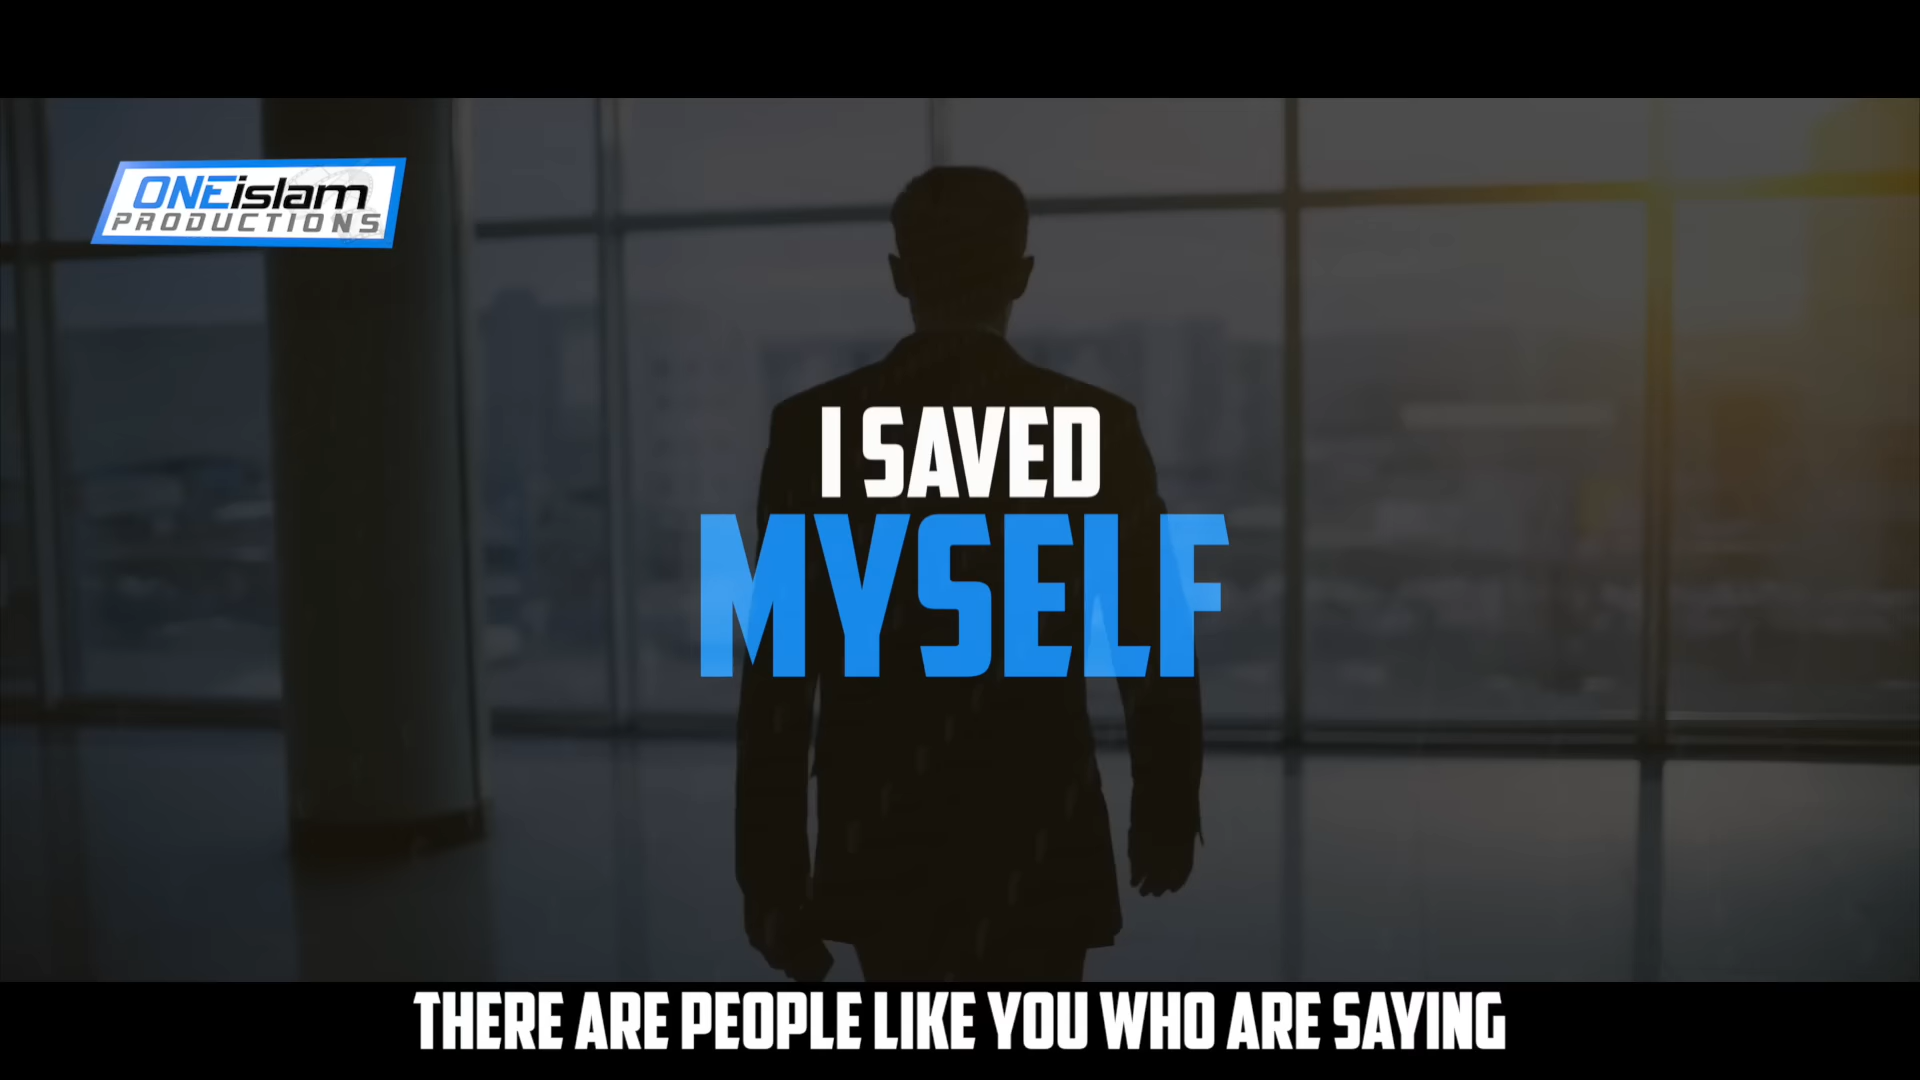 ONEislam
PRODUCTIONS
I SAVED
MYSELF
THERE ARE PEOPLE LIKE YOU WHO ARE SAYING